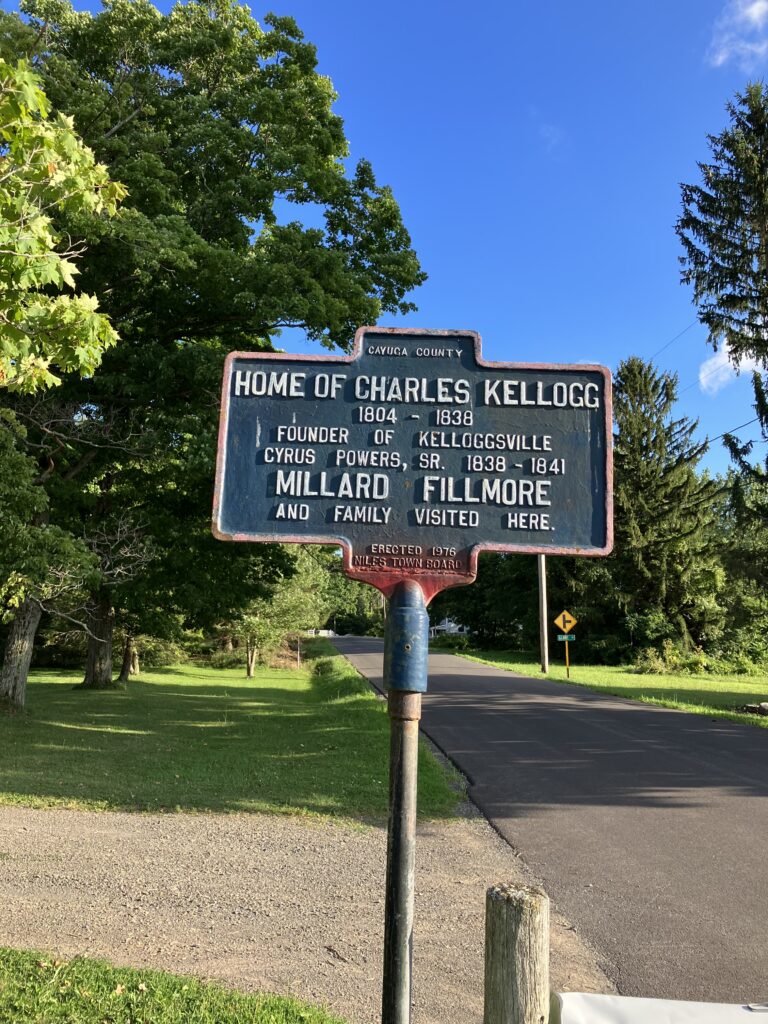 CAYUGA COUNTY
HOME OF CHARLES KELLOGG
1804 - 1838
FOUNDER OF KELLOGGSVILLE
CYRUS POWERS, SR. 1838 - 1841
MILLARD FILLMORE
AND FAMILY VISITED HERE.
ERECTED 1976
NILES TOWN BOARD